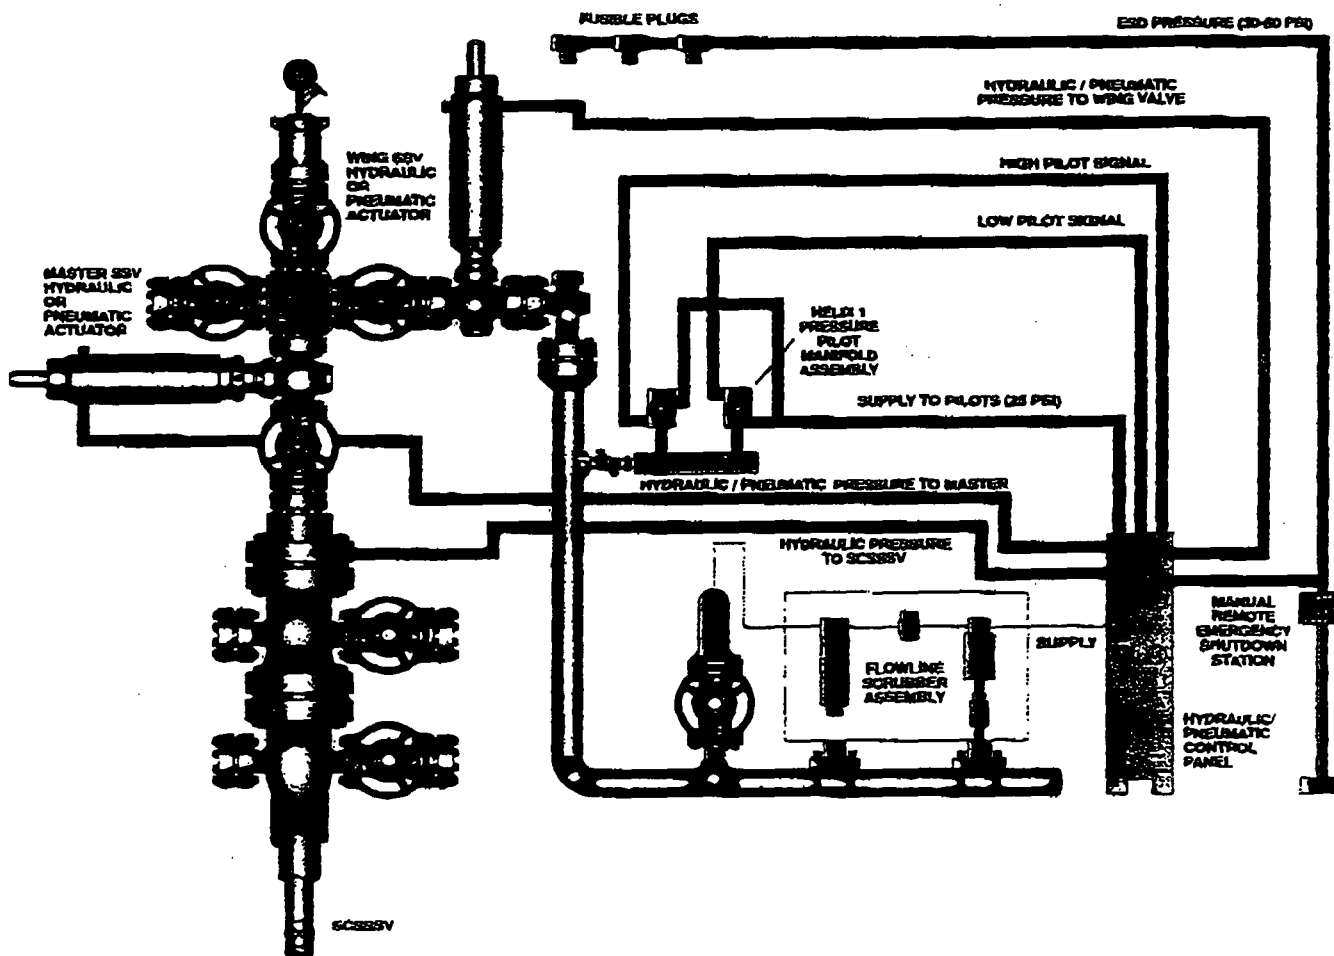 FUSIBLE PLUGS
ESD PRESSURE (30-60 PSI)
HYDRAULIC / PNEUMATIC
PRESSURE TO WING VALVE
WING SSV
HYDRAULIC
OR
PNEUMATIC
ACTUATOR
HIGH PILOT SIGNAL
LOW PILOT SIGNAL
MASTER SSV
HYDRAULIC
OR
PNEUMATIC
ACTUATOR
HELIX 1
PRESSURE
PILOT
MANIFOLD
ASSEMBLY
SUPPLY TO PILOTS (25 PSI)
HYDRAULIC / PNEUMATIC PRESSURE TO MASTER
HYDRAULIC PRESSURE
TO SCSSSV
MANUAL
REMOTE
EMERGENCY
SHUTDOWN
STATION
SUPPLY
FLOWLINE
SCRUBBER
ASSEMBLY
HYDRAULIC/
PNEUMATIC
CONTROL
PANEL
SCSSSV